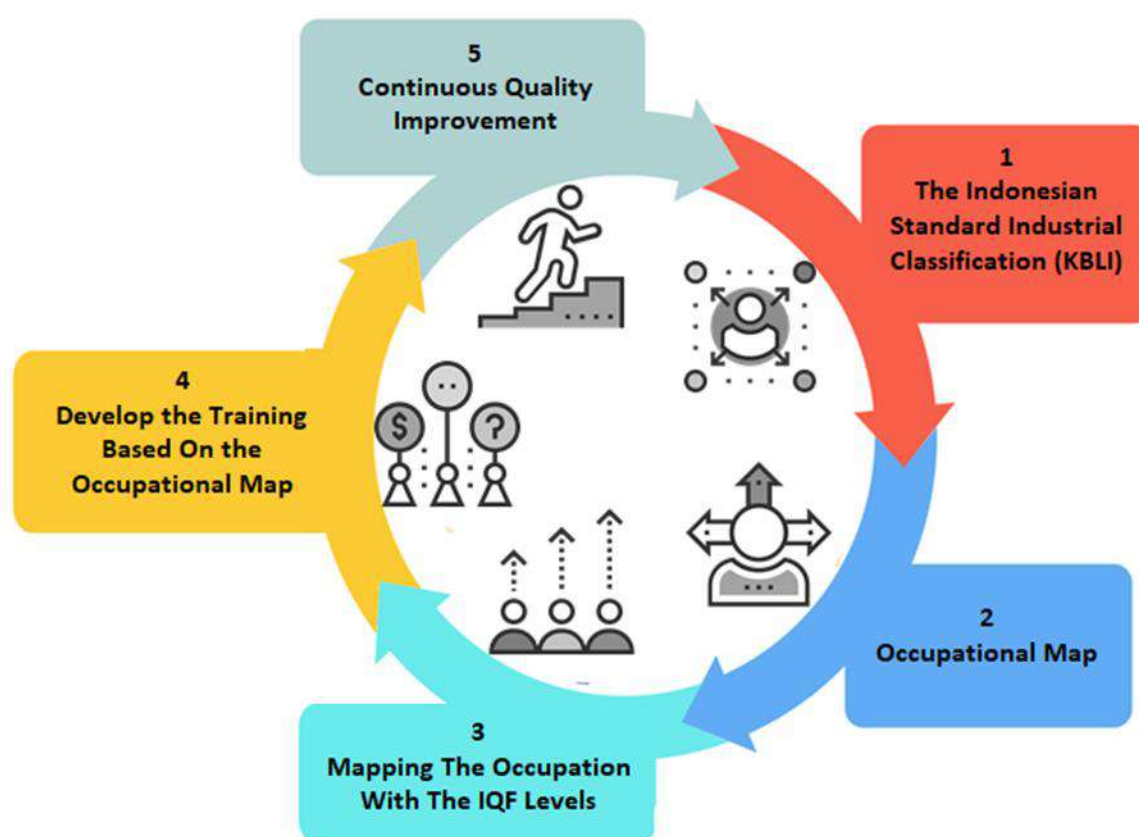 5
Continuous Quality
Improvement
1
The Indonesian
Standard Industrial
Classification (KBLI)
2
Occupational Map
3
Mapping The Occupation
With The IQF Levels
4
Develop the Training
Based On the
Occupational Map
$
?